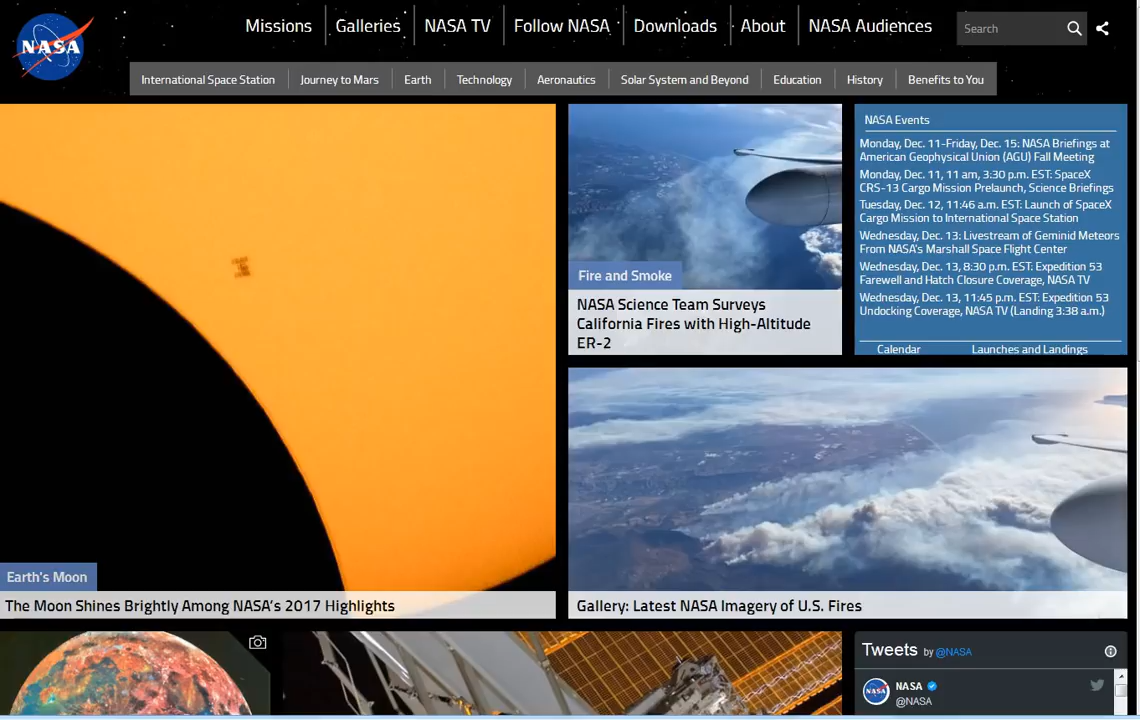 NASA
Missions
Galleries
NASA TV
Follow NASA
Downloads
About
NASA Audiences
Search
International Space Station
Journey to Mars
Earth
Technology
Aeronautics
Solar System and Beyond
Education
History
Benefits to You
Earth's Moon
The Moon Shines Brightly Among NASA's 2017 Highlights
Fire and Smoke
NASA Science Team Surveys
California Fires with High-Altitude
ER-2
NASA Events
Monday, Dec. 11-Friday, Dec. 15: NASA Briefings at
American Geophysical Union (AGU) Fall Meeting
Monday, Dec. 11, 11 am, 3:30 p.m. EST: SpaceX
CRS-13 Cargo Mission Prelaunch, Science Briefings
Tuesday, Dec. 12, 11:46 a.m. EST: Launch of SpaceX
Cargo Mission to International Space Station
Wednesday, Dec. 13: Livestream of Geminid Meteors
From NASA's Marshall Space Flight Center
Wednesday, Dec. 13, 8:30 p.m. EST: Expedition 53
Farewell and Hatch Closure Coverage, NASA TV
Wednesday, Dec. 13, 11:45 p.m. EST: Expedition 53
Undocking Coverage, NASA TV (Landing 3:38 a.m.)
Calendar
Launches and Landings
Gallery: Latest NASA Imagery of U.S. Fires
Tweets by @NASA
NASA
NASA
@NASA